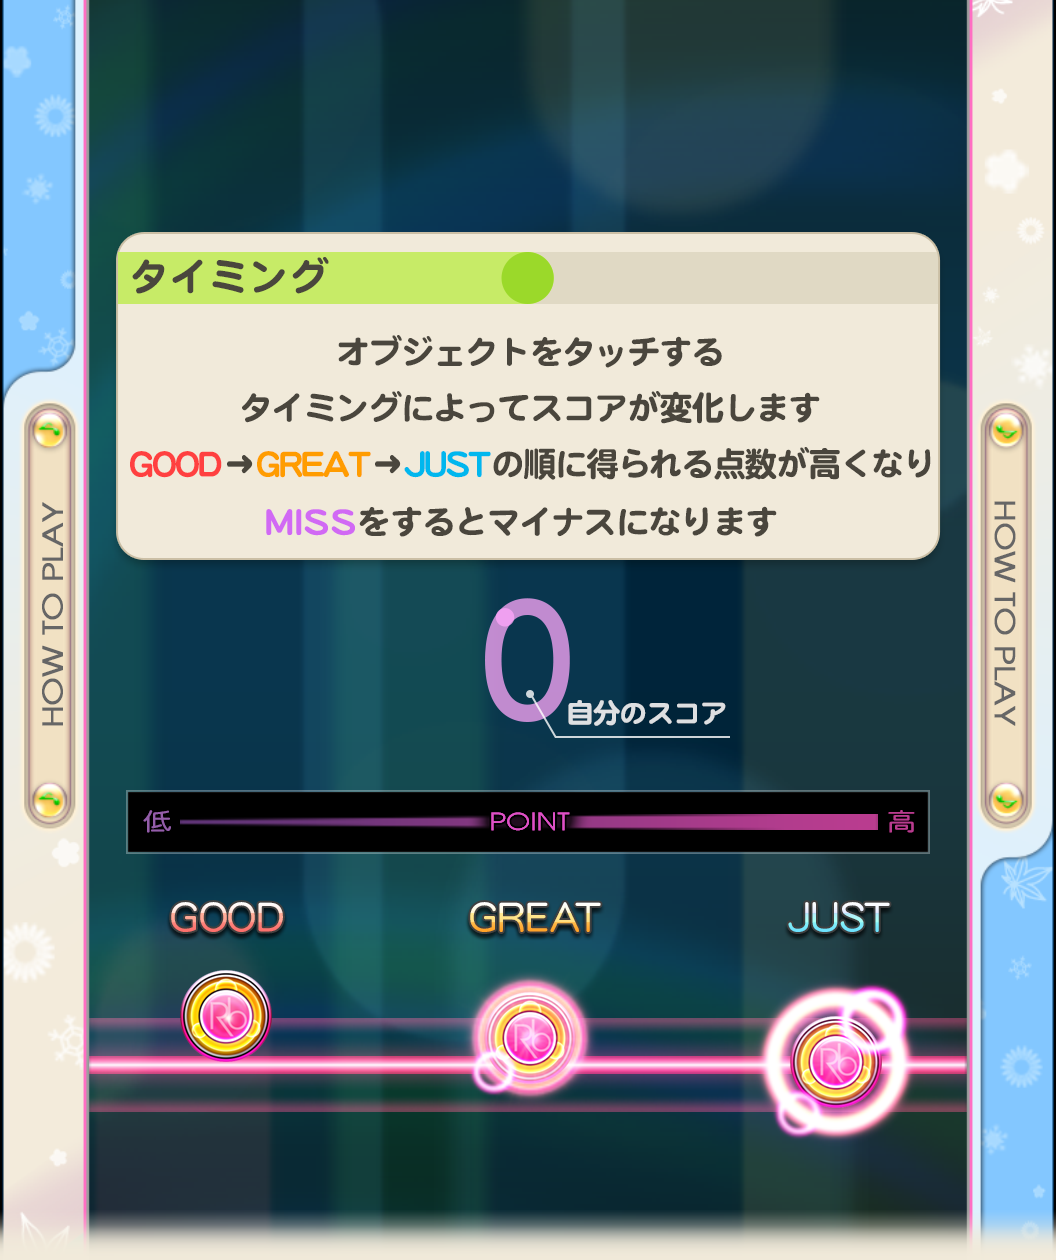 タイミング
オブジェクトをタッチする
タイミングによってスコアが変化します
GOOD→GREAT→JUSTの順に得られる点数が高くなり
MISSをするとマイナスになります
HOW TO PLAY
HOW TO PLAY
0
自分のスコア
低 POINT 高
GOOD GREAT JUST
Rb Rb Rb